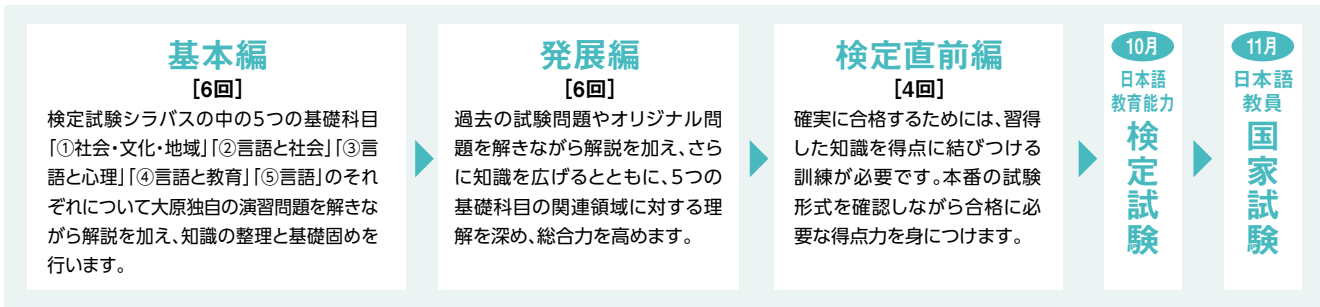 基本編
[6回]
検定試験シラバスの中の5つの基礎科目
「①社会・文化・地域」「②言語と社会」「③言
語と心理」「④言語と教育」「⑤言語」のそれ
ぞれについて大原独自の演習問題を解きな
がら解説を加え、知識の整理と基礎固めを
行います。
発展編
[6回]
過去の試験問題やオリジナル問
題を解きながら解説を加え、さら
に知識を広げるとともに、5つの
基礎科目の関連領域に対する理
解を深め、総合力を高めます。
検定直前編
[4回]
確実に合格するためには、習得
した知識を得点に結びつける
訓練が必要です。本番の試験
形式を確認しながら合格に必
要な得点力を身につけます。
10月
日本語
教育能力
検定試験
11月
日本語
教員
国家試験